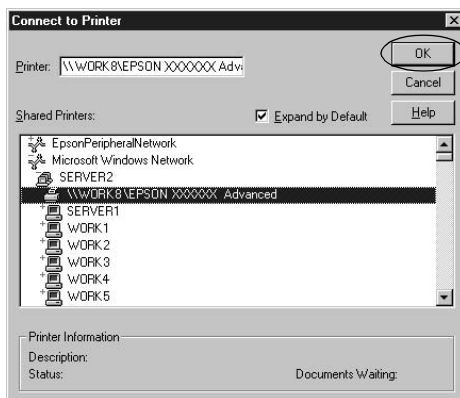 Connect to Printer
Printer: \\WORK8\EPSON XXXXXX Adv
OK
Cancel
Help
Shared Printers:
Expand by Default
EpsonPeripheralNetwork
Microsoft Windows Network
SERVER2
\\WORK8\EPSON XXXXXX Advanced
SERVER1
WORK1
WORK2
WORK3
WORK4
WORK5
Printer Information
Description:
Status:
Documents Waiting: